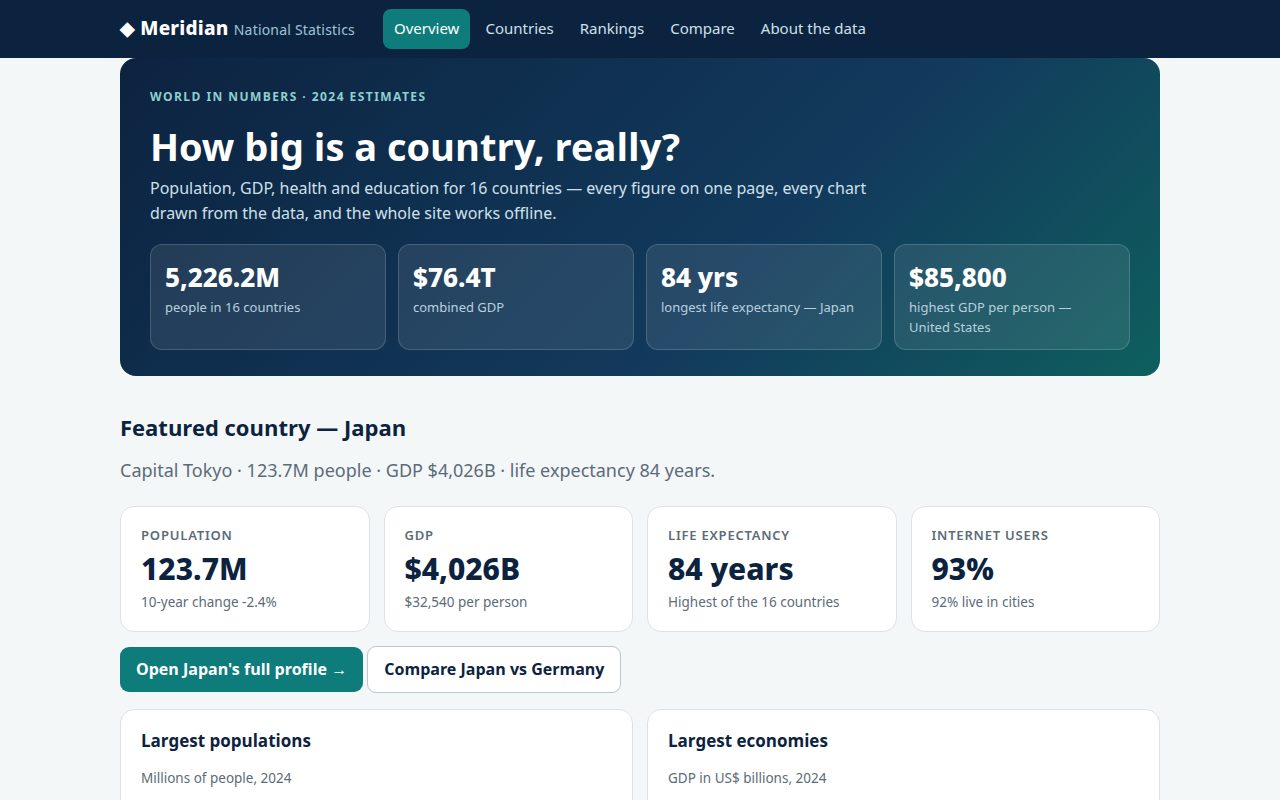 ◆ Meridian National Statistics Overview Countries Rankings Compare About the data
WORLD IN NUMBERS · 2024 ESTIMATES
How big is a country, really?
Population, GDP, health and education for 16 countries — every figure on one page, every chart
drawn from the data, and the whole site works offline.
5,226.2M
people in 16 countries
$76.4T
combined GDP
84 yrs
longest life expectancy — Japan
$85,800
highest GDP per person —
United States
Featured country — Japan
Capital Tokyo · 123.7M people · GDP $4,026B · life expectancy 84 years.
POPULATION
123.7M
10-year change -2.4%
GDP
$4,026B
$32,540 per person
LIFE EXPECTANCY
84 years
Highest of the 16 countries
INTERNET USERS
93%
92% live in cities
Open Japan's full profile →
Compare Japan vs Germany
Largest populations
Millions of people, 2024
Largest economies
GDP in US$ billions, 2024